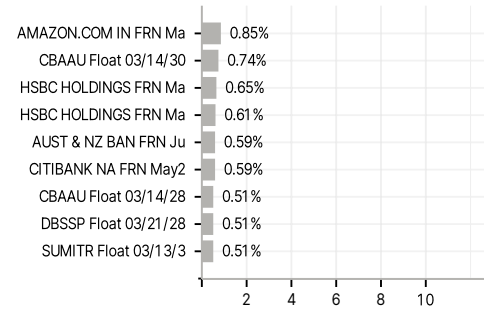 AMAZON.COM IN FRN Ma 0.85%
CBAAU Float 03/14/30 0.74%
HSBC HOLDINGS FRN Ma 0.65%
HSBC HOLDINGS FRN Ma 0.61%
AUST & NZ BAN FRN Ju 0.59%
CITIBANK NA FRN May2 0.59%
CBAAU Float 03/14/28 0.51%
DBSSP Float 03/21/28 0.51%
SUMITR Float 03/13/3 0.51%
2 4 6 8 10